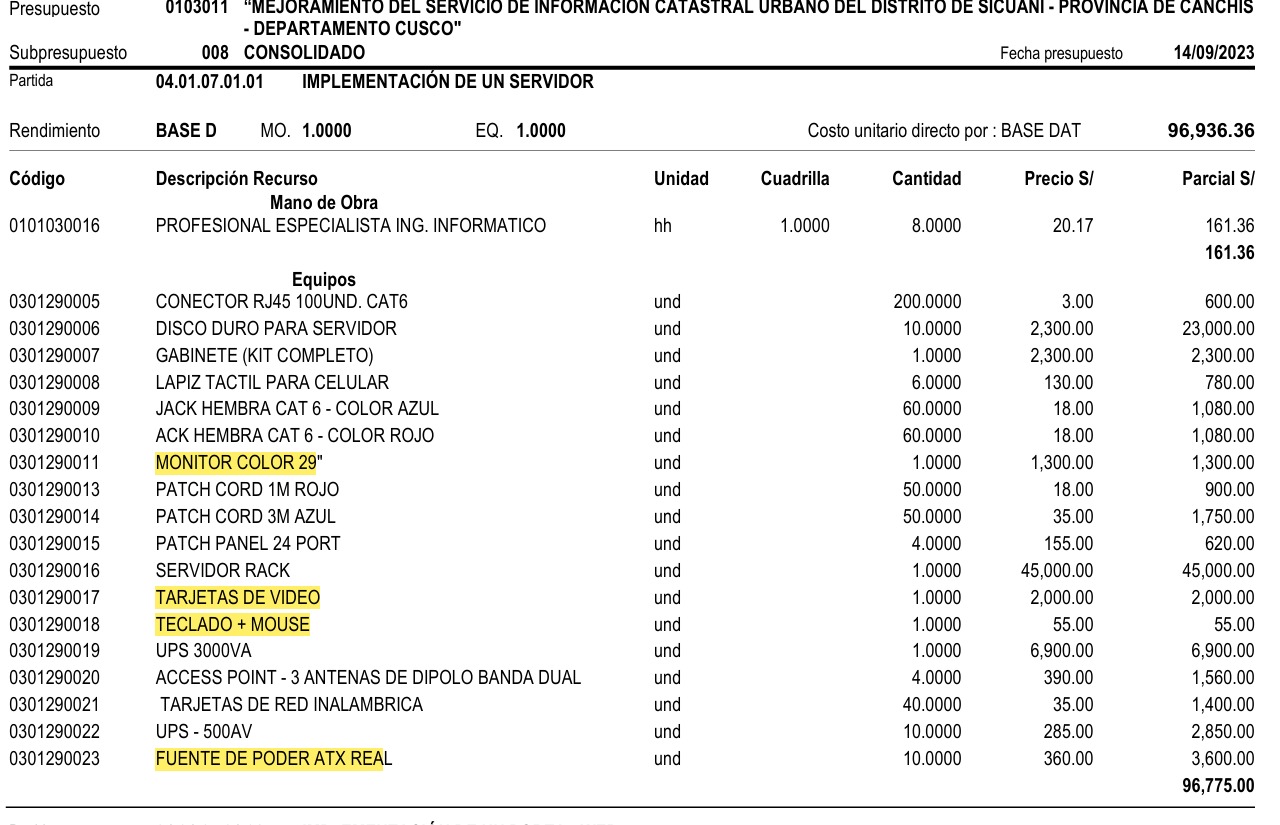 Presupuesto 0103011 “MEJORAMIENTO DEL SERVICIO DE INFORMACION CATASTRAL URBANO DEL DISTRITO DE SICUANI - PROVINCIA DE CANCHIS
- DEPARTAMENTO CUSCO"
Subpresupuesto 008 CONSOLIDADO Fecha presupuesto 14/09/2023
Partida 04.01.07.01.01 IMPLEMENTACIÓN DE UN SERVIDOR
Rendimiento BASE D MO. 1.0000 EQ. 1.0000 Costo unitario directo por : BASE DAT 96,936.36
Código Descripción Recurso Unidad Cuadrilla Cantidad Precio S/ Parcial S/
Mano de Obra
0101030016 PROFESIONAL ESPECIALISTA ING. INFORMATICO hh 1.0000 8.0000 20.17 161.36
161.36
Equipos
0301290005 CONECTOR RJ45 100UND. CAT6 und 200.0000 3.00 600.00
0301290006 DISCO DURO PARA SERVIDOR und 10.0000 2,300.00 23,000.00
0301290007 GABINETE (KIT COMPLETO) und 1.0000 2,300.00 2,300.00
0301290008 LAPIZ TACTIL PARA CELULAR und 6.0000 130.00 780.00
0301290009 JACK HEMBRA CAT 6 - COLOR AZUL und 60.0000 18.00 1,080.00
0301290010 ACK HEMBRA CAT 6 - COLOR ROJO und 60.0000 18.00 1,080.00
0301290011 MONITOR COLOR 29" und 1.0000 1,300.00 1,300.00
0301290013 PATCH CORD 1M ROJO und 50.0000 18.00 900.00
0301290014 PATCH CORD 3M AZUL und 50.0000 35.00 1,750.00
0301290015 PATCH PANEL 24 PORT und 4.0000 155.00 620.00
0301290016 SERVIDOR RACK und 1.0000 45,000.00 45,000.00
0301290017 TARJETAS DE VIDEO und 1.0000 2,000.00 2,000.00
0301290018 TECLADO + MOUSE und 1.0000 55.00 55.00
0301290019 UPS 3000VA und 1.0000 6,900.00 6,900.00
0301290020 ACCESS POINT - 3 ANTENAS DE DIPOLO BANDA DUAL und 4.0000 390.00 1,560.00
0301290021 TARJETAS DE RED INALAMBRICA und 40.0000 35.00 1,400.00
0301290022 UPS - 500AV und 10.0000 285.00 2,850.00
0301290023 FUENTE DE PODER ATX REAL und 10.0000 360.00 3,600.00
96,775.00